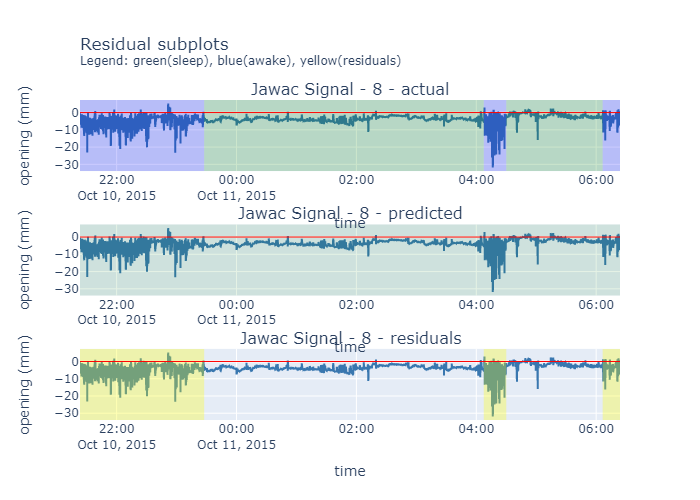 Residual subplots
Legend: green(sleep), blue(awake), yellow(residuals)
Jawac Signal - 8 - actual
opening (mm)
0
−10
−20
−30
22:00 00:00 02:00 04:00 06:00
Oct 10, 2015 Oct 11, 2015
time
Jawac Signal - 8 - predicted
opening (mm)
0
−10
−20
−30
22:00 00:00 02:00 04:00 06:00
Oct 10, 2015 Oct 11, 2015
time
Jawac Signal - 8 - residuals
opening (mm)
0
−10
−20
−30
22:00 00:00 02:00 04:00 06:00
Oct 10, 2015 Oct 11, 2015
time